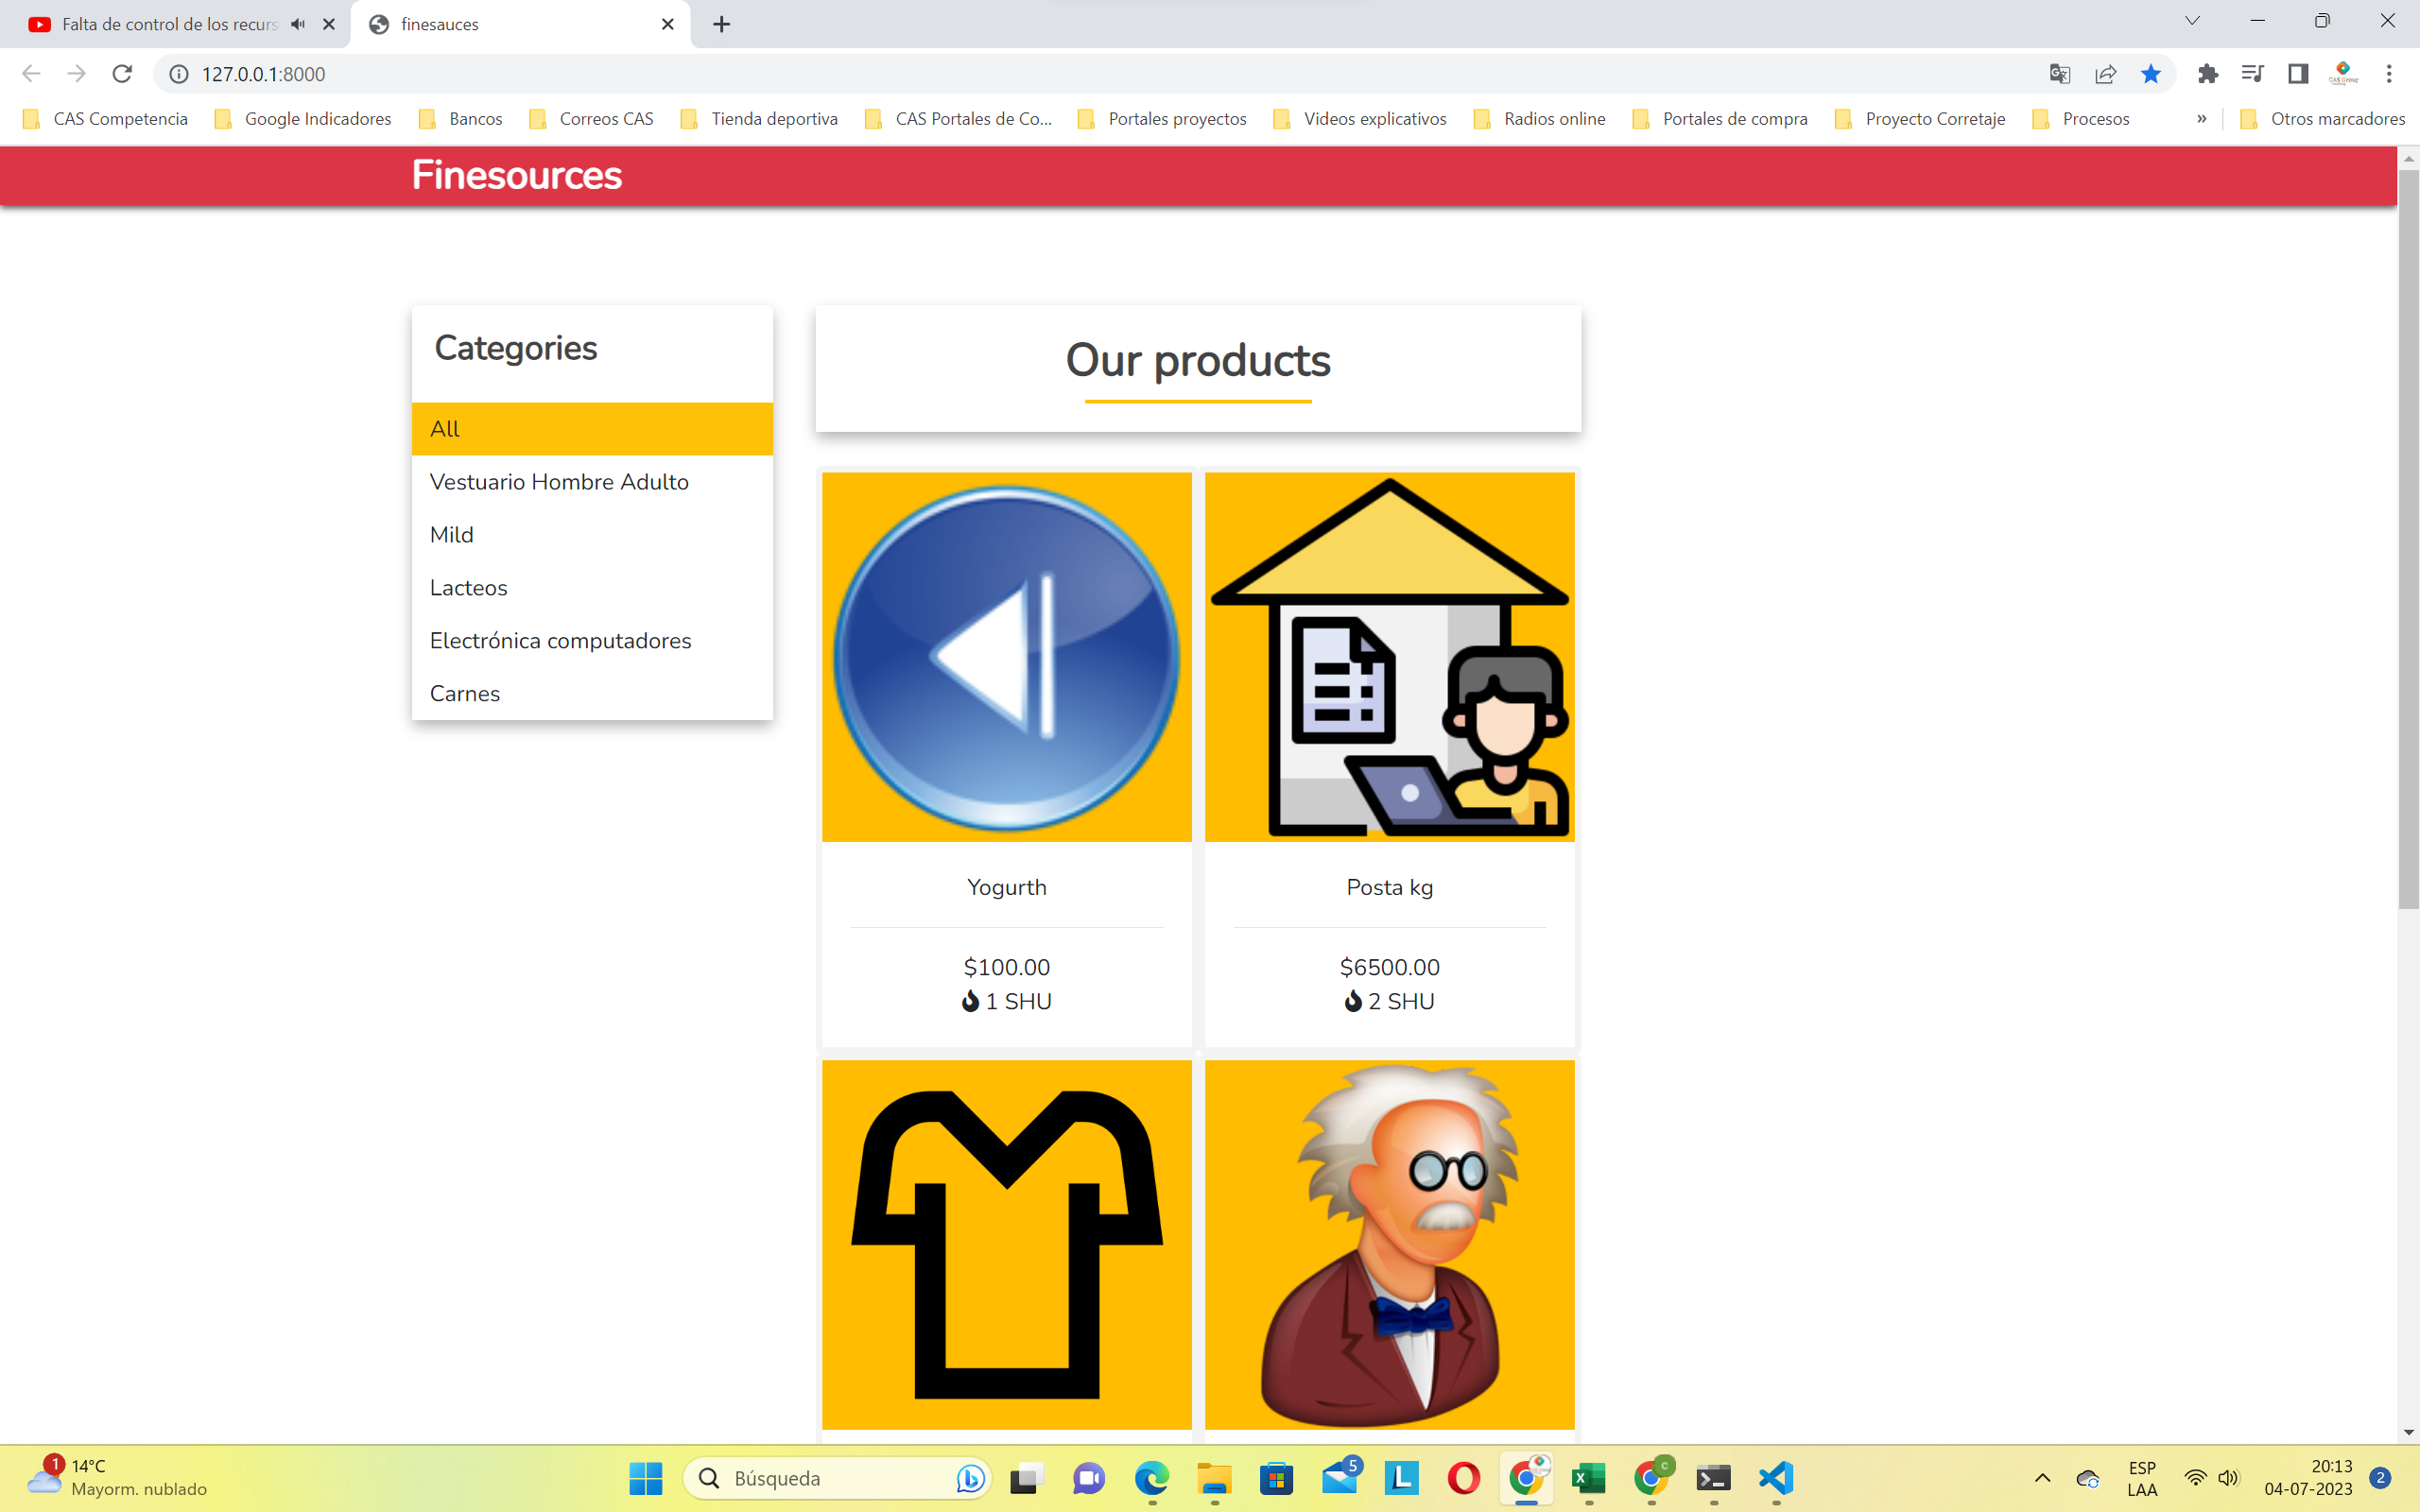 Falta de control de los recurs
finesauces
127.0.0.1:8000
CAS Competencia
Google Indicadores
Bancos
Correos CAS
Tienda deportiva
CAS Portales de Co...
Portales proyectos
Videos explicativos
Radios online
Portales de compra
Proyecto Corretaje
Procesos
»
Otros marcadores
Finesources
Categories
All
Vestuario Hombre Adulto
Mild
Lacteos
Electrónica computadores
Carnes
Our products
Yogurth
$100.00
1 SHU
Posta kg
$6500.00
2 SHU
1
14°C
Mayorm. nublado
Búsqueda
5
L
C
ESP
LAA
20:13
04-07-2023
2